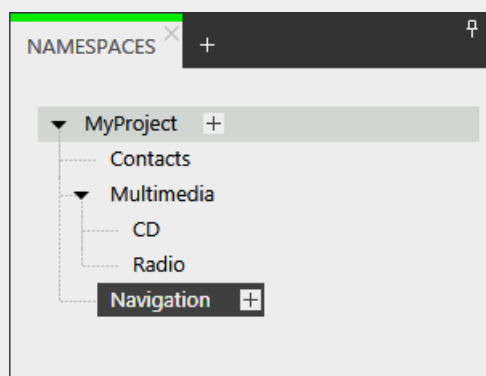 NAMESPACES
MyProject
Contacts
Multimedia
CD
Radio
Navigation